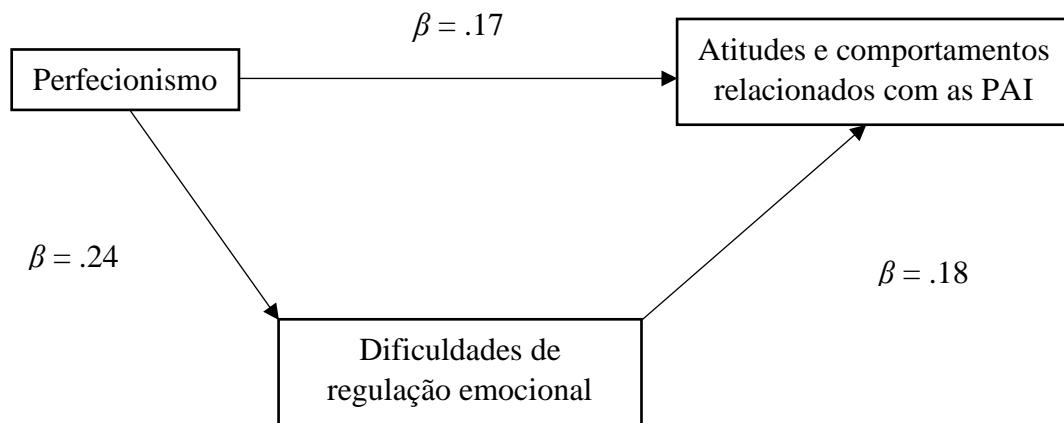 β = .17
Perfecionismo
Atitudes e comportamentos
relacionados com as PAI
β = .24
β = .18
Dificuldades de
regulação emocional